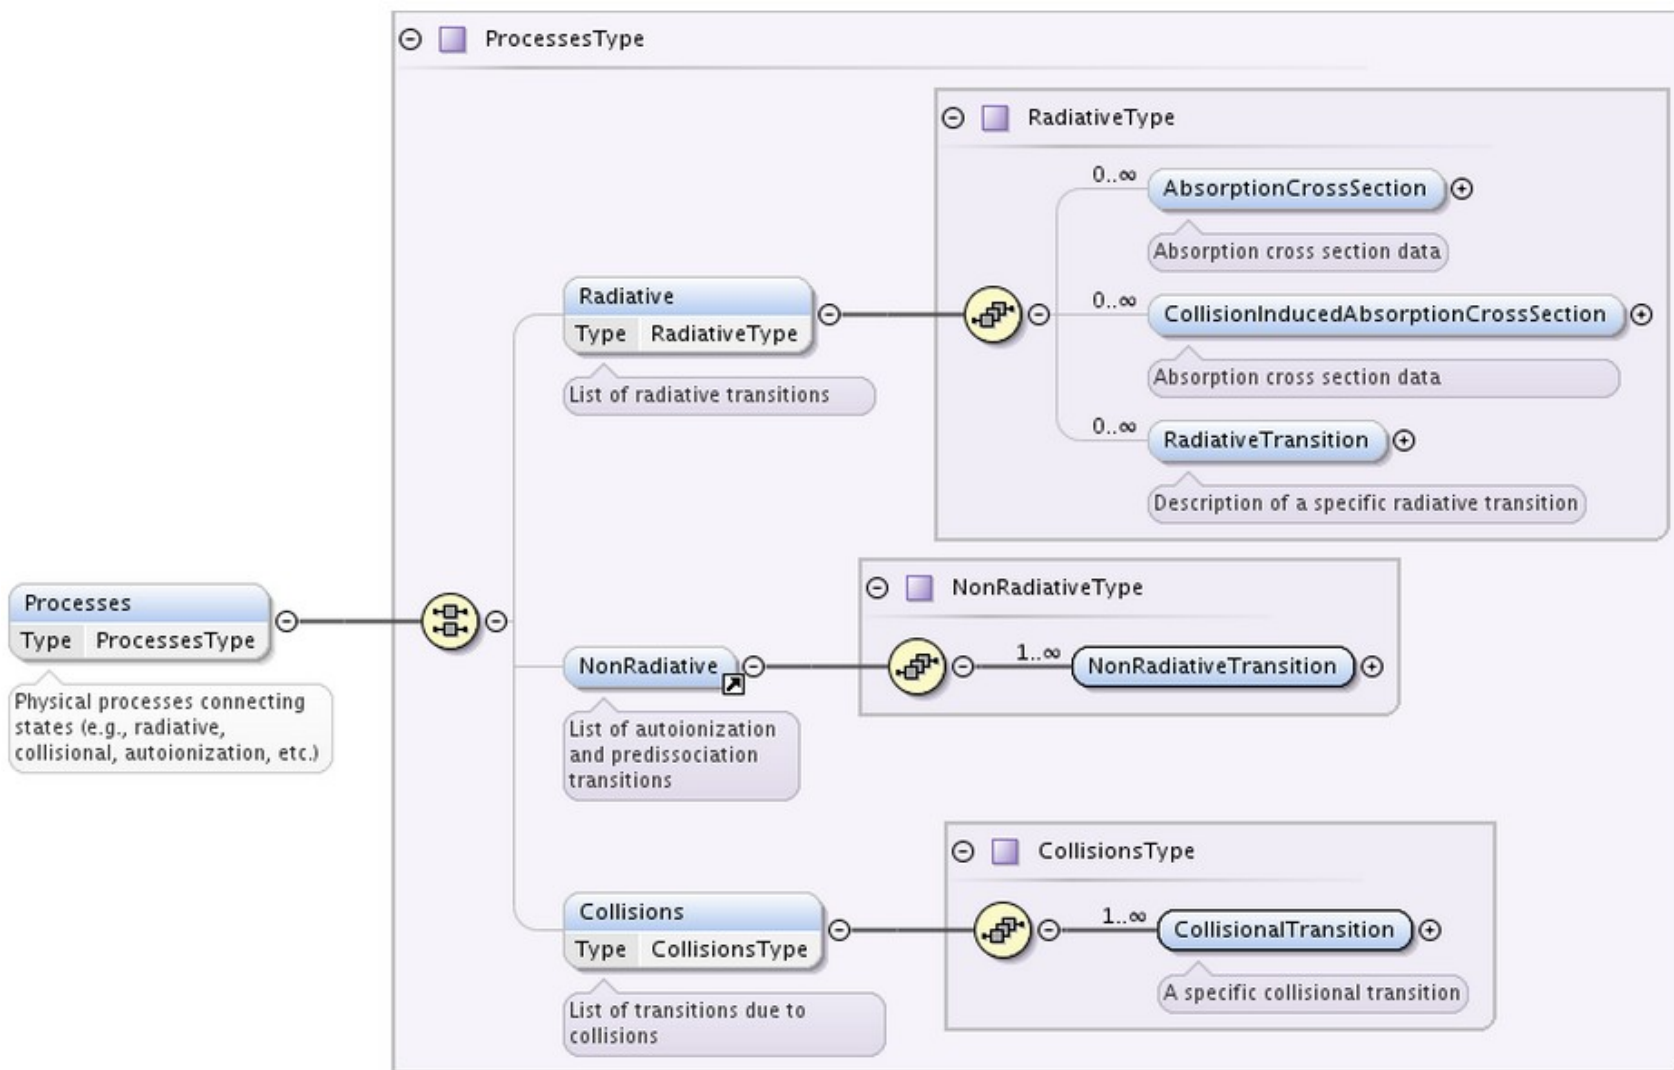 ProcessesType
RadiativeType
0..∞
AbsorptionCrossSection
Absorption cross section data
Radiative
Type RadiativeType
List of radiative transitions
0..∞
CollisionInducedAbsorptionCrossSection
Absorption cross section data
0..∞
RadiativeTransition
Description of a specific radiative transition
Processes
Type ProcessesType
Physical processes connecting
states (e.g., radiative,
collisional, autoionization, etc.)
NonRadiativeType
NonRadiative
1..∞
NonRadiativeTransition
List of autoionization
and predissociation
transitions
CollisionsType
Collisions
Type CollisionsType
List of transitions due to
collisions
1..∞
CollisionalTransition
A specific collisional transition